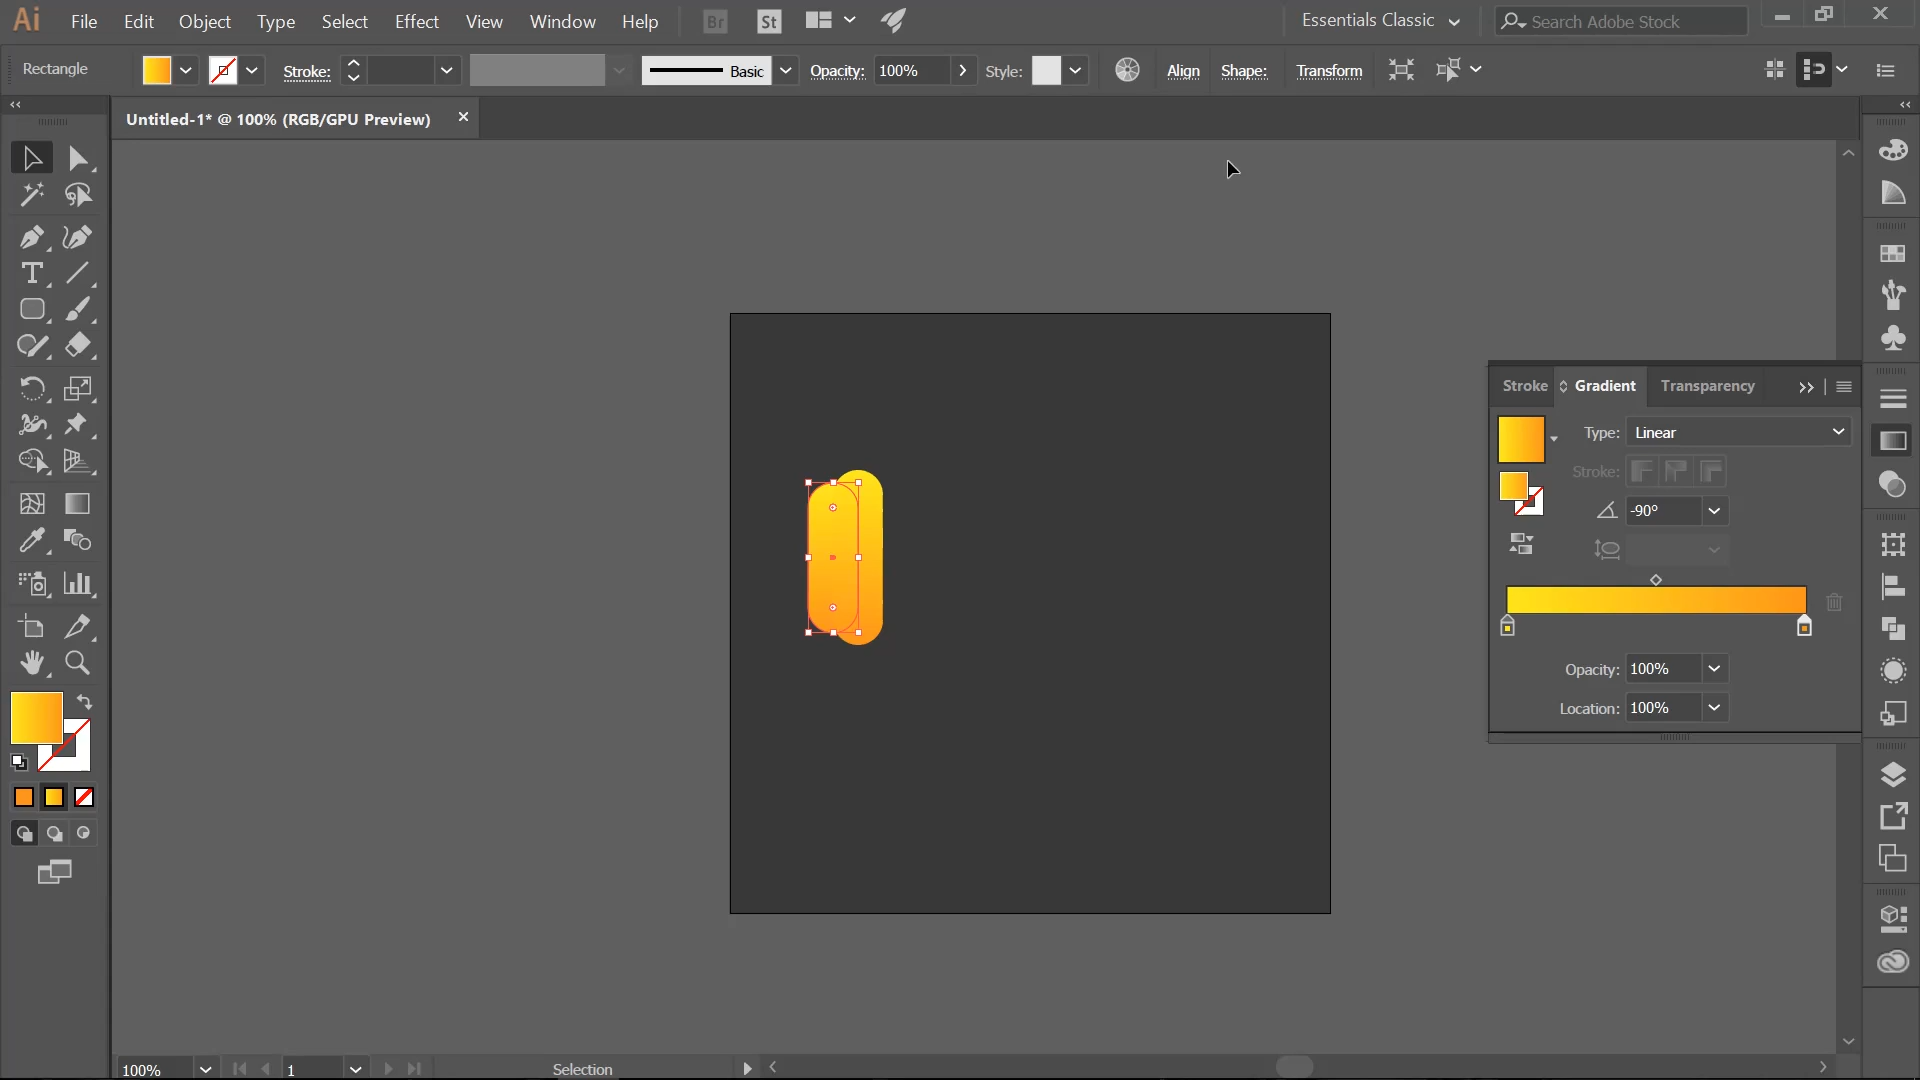 Ai File Edit Object Type Select Effect View Window Help Br St Essentials Classic Search Adobe Stock
Rectangle Stroke: Basic Opacity: 100% Style: Align Shape: Transform
Untitled-1* @ 100% (RGB/GPU Preview)
Stroke Gradient Transparency
Type: Linear
Stroke:
-90°
Opacity: 100%
Location: 100%
100% 1 Selection